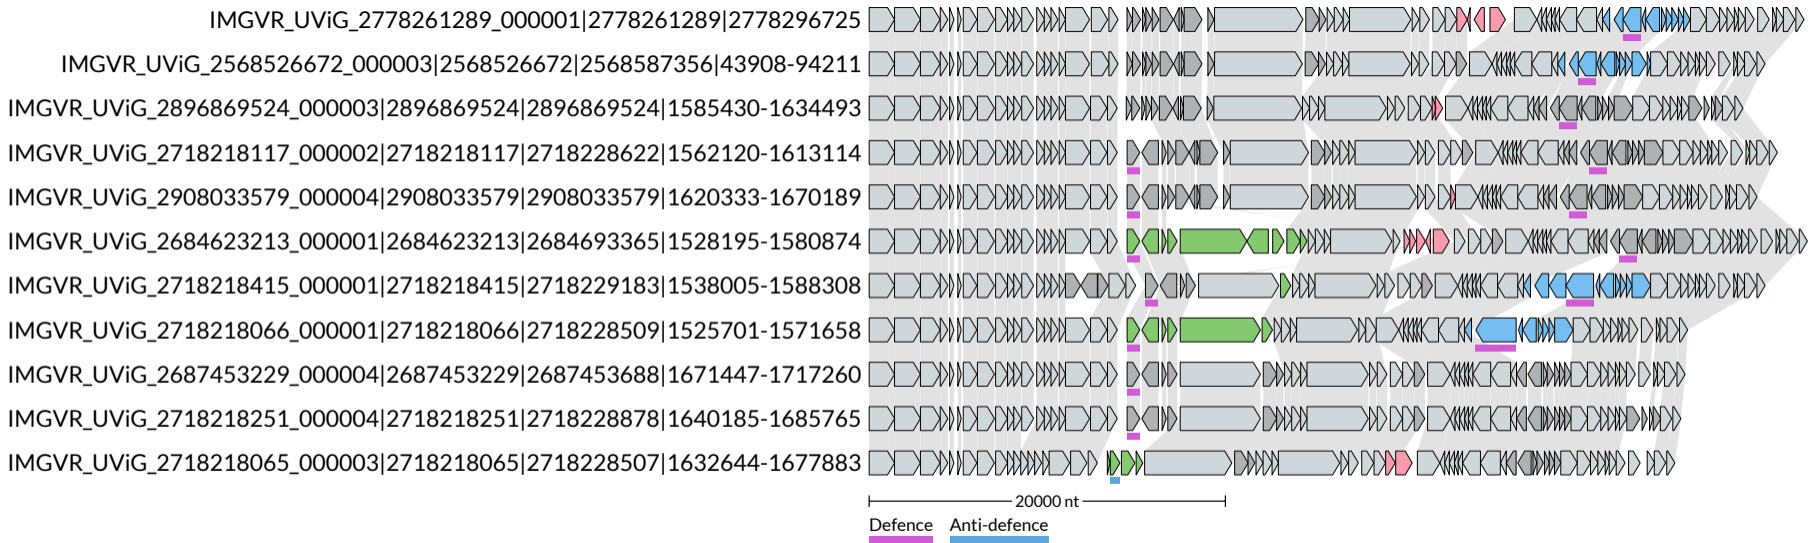 IMGVR_UViG_2778261289_000001|2778261289|2778296725
IMGVR_UViG_2568526672_000003|2568526672|2568587356|43908-94211
IMGVR_UViG_2896869524_000003|2896869524|2896869524|1585430-1634493
IMGVR_UViG_2718218117_000002|2718218117|2718228622|1562120-1613114
IMGVR_UViG_2908033579_000004|2908033579|2908033579|1620333-1670189
IMGVR_UViG_2684623213_000001|2684623213|2684693365|1528195-1580874
IMGVR_UViG_2718218415_000001|2718218415|2718229183|1538005-1588308
IMGVR_UViG_2718218066_000001|2718218066|2718228509|1525701-1571658
IMGVR_UViG_2687453229_000004|2687453229|2687453688|1671447-1717260
IMGVR_UViG_2718218251_000004|2718218251|2718228878|1640185-1685765
IMGVR_UViG_2718218065_000003|2718218065|2718228507|1632644-1677883
20000 nt
Defence Anti-defence